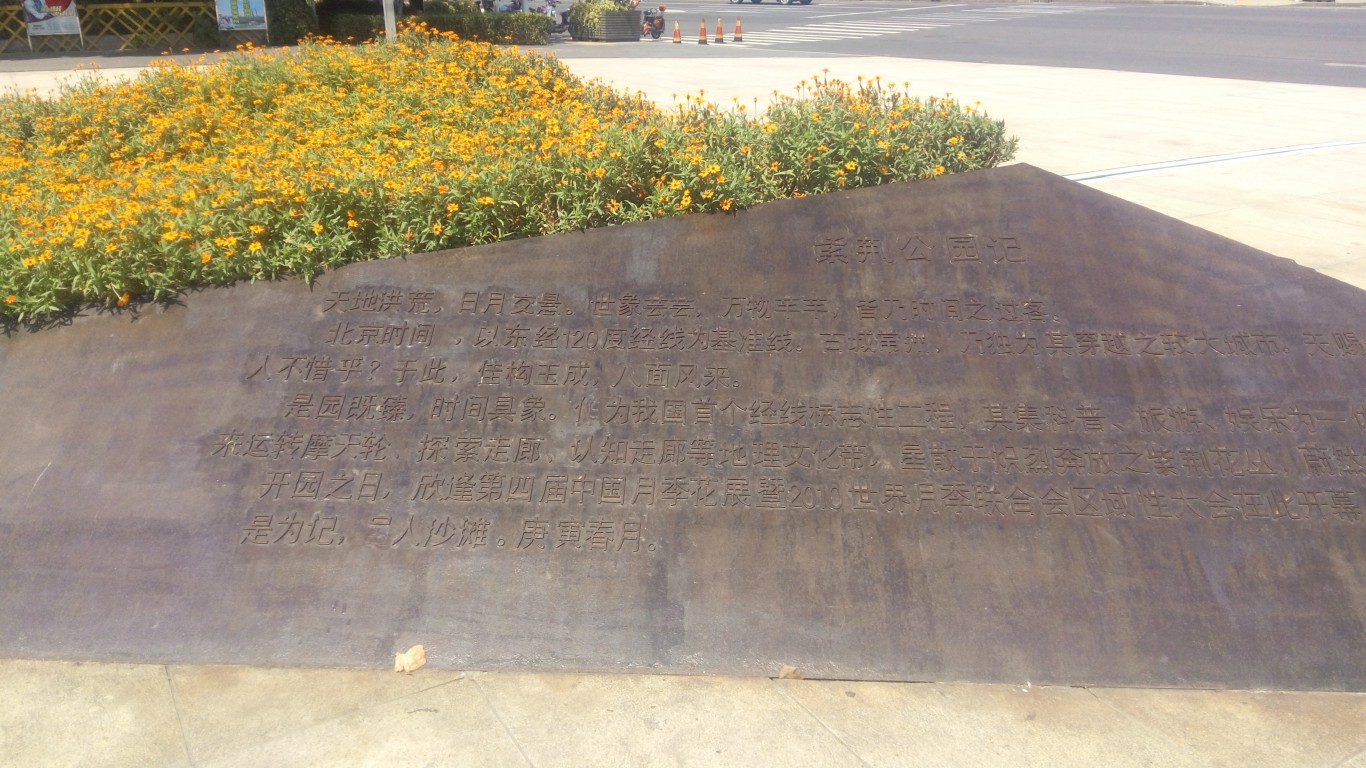 紫荆公园记
天地洪荒，日月交悬。世象芸芸，万物芊芊，皆乃时间之过客。
北京时间，以东经120度经线为基准线。古城常州，乃独为其穿越之较大城市。天赐
人不惜乎？于此，佳构玉成，八面风来。
是园既臻，时间具象。作为我国首个经线标志性工程，其集科普、旅游、娱乐为一
来运转摩天轮、探索走廊、认知走廊等地理文化带，星散于炽烈奔放之紫荆花丛，蔚
开园之日，欣逢第四届中国月季花展暨2010世界月季联合会区域性大会在此开幕
是为记，人沙滩。庚寅春月。